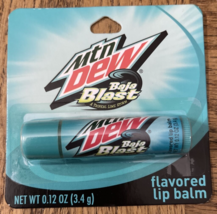 mtn
DEW
Baja
Blast
mtn
DEW
Baja
Blast
flavored
lip balm
NET WT 0.12 OZ (3.4 g)